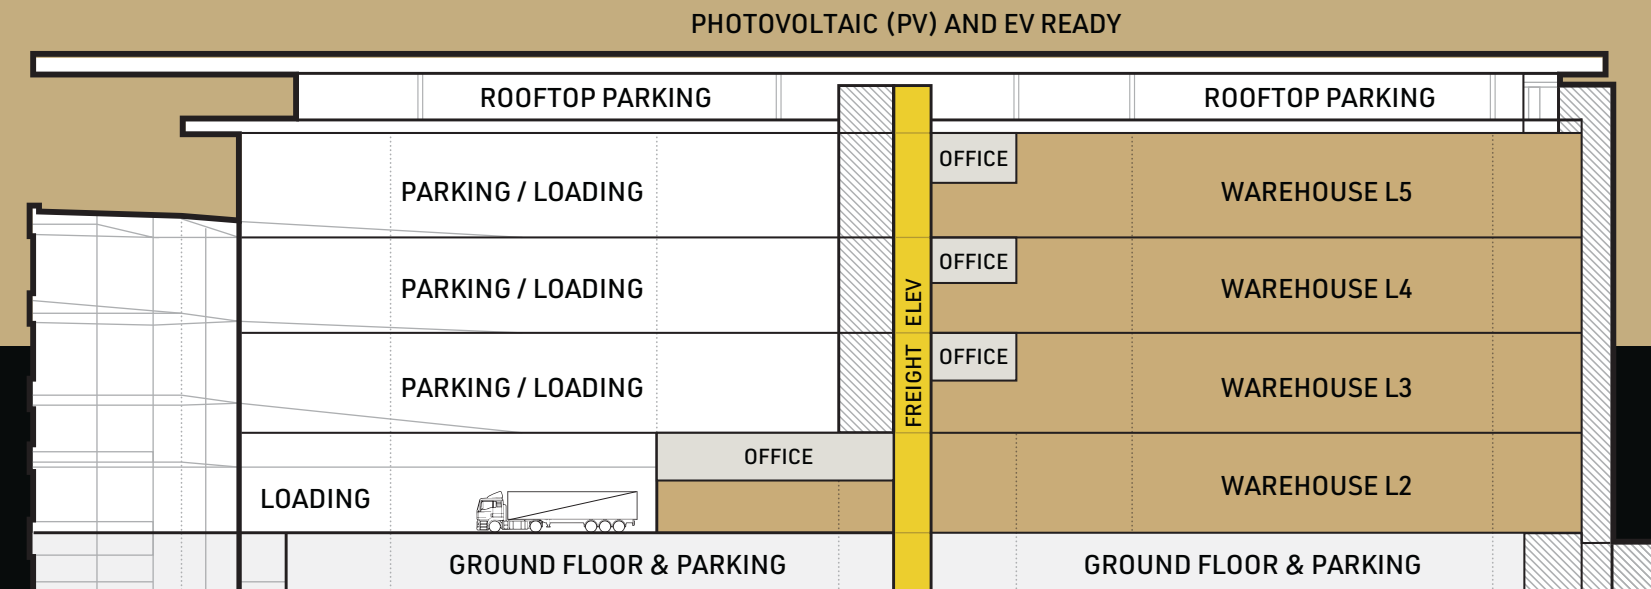 PHOTOVOLTAIC (PV) AND EV READY
ROOFTOP PARKING
ROOFTOP PARKING
OFFICE
PARKING / LOADING
WAREHOUSE L5
OFFICE
PARKING / LOADING
WAREHOUSE L4
FREIGHT ELEV
OFFICE
PARKING / LOADING
WAREHOUSE L3
OFFICE
LOADING
WAREHOUSE L2
GROUND FLOOR & PARKING
GROUND FLOOR & PARKING